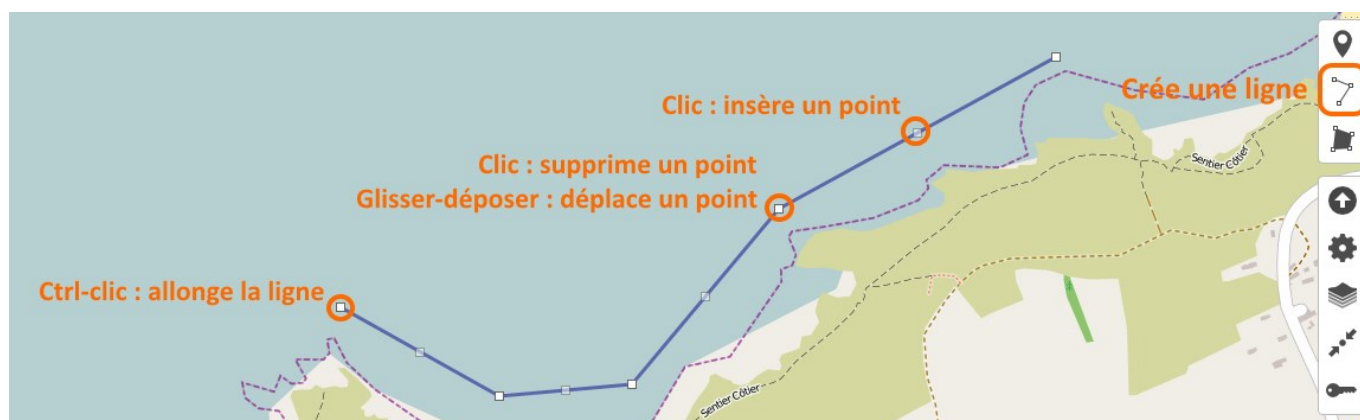 Crée une ligne
Clic : insère un point
Clic : supprime un point
Glisser-déposer : déplace un point
Ctrl-clic : allonge la ligne
Sentier Côtier
Sentier Côtier